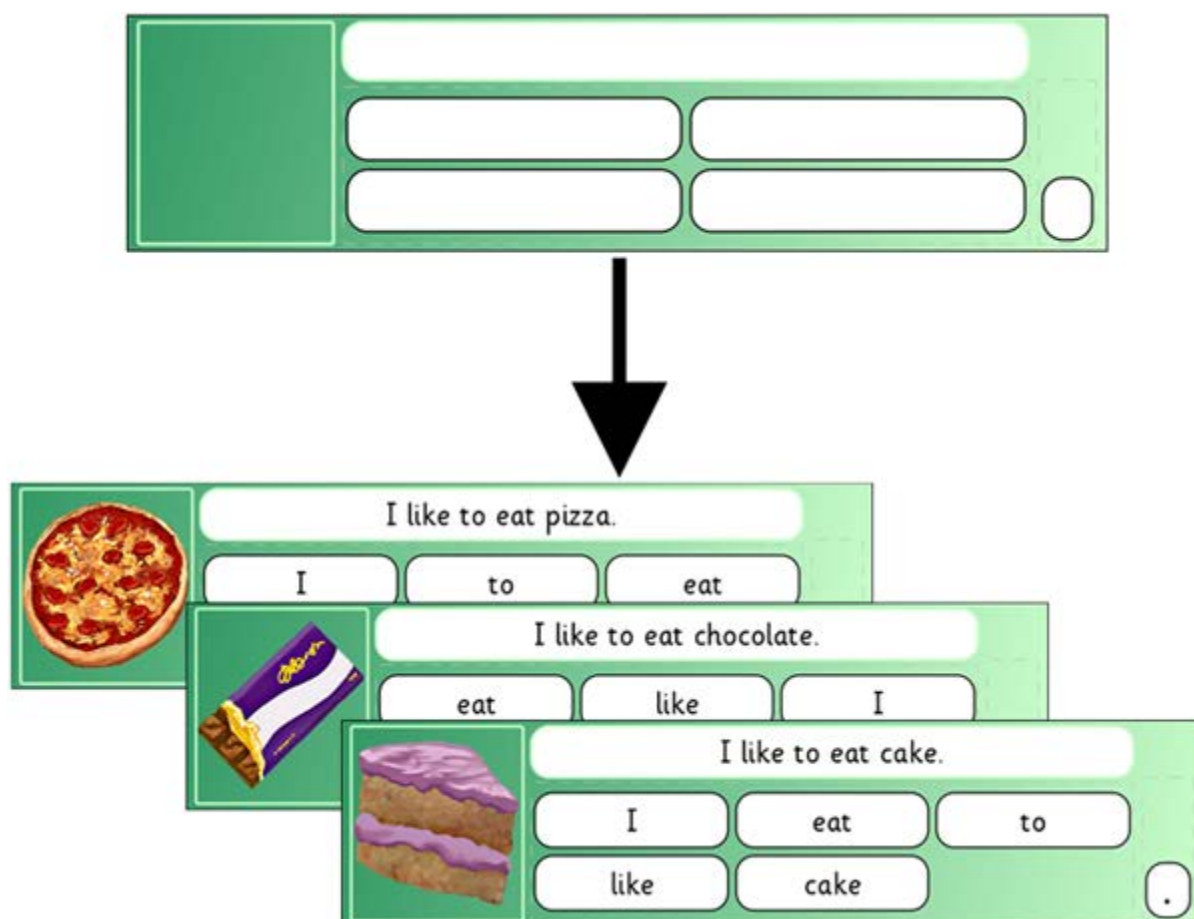 I like to eat pizza.
I to eat
I like to eat chocolate.
eat like I
I like to eat cake.
I eat to
like cake .